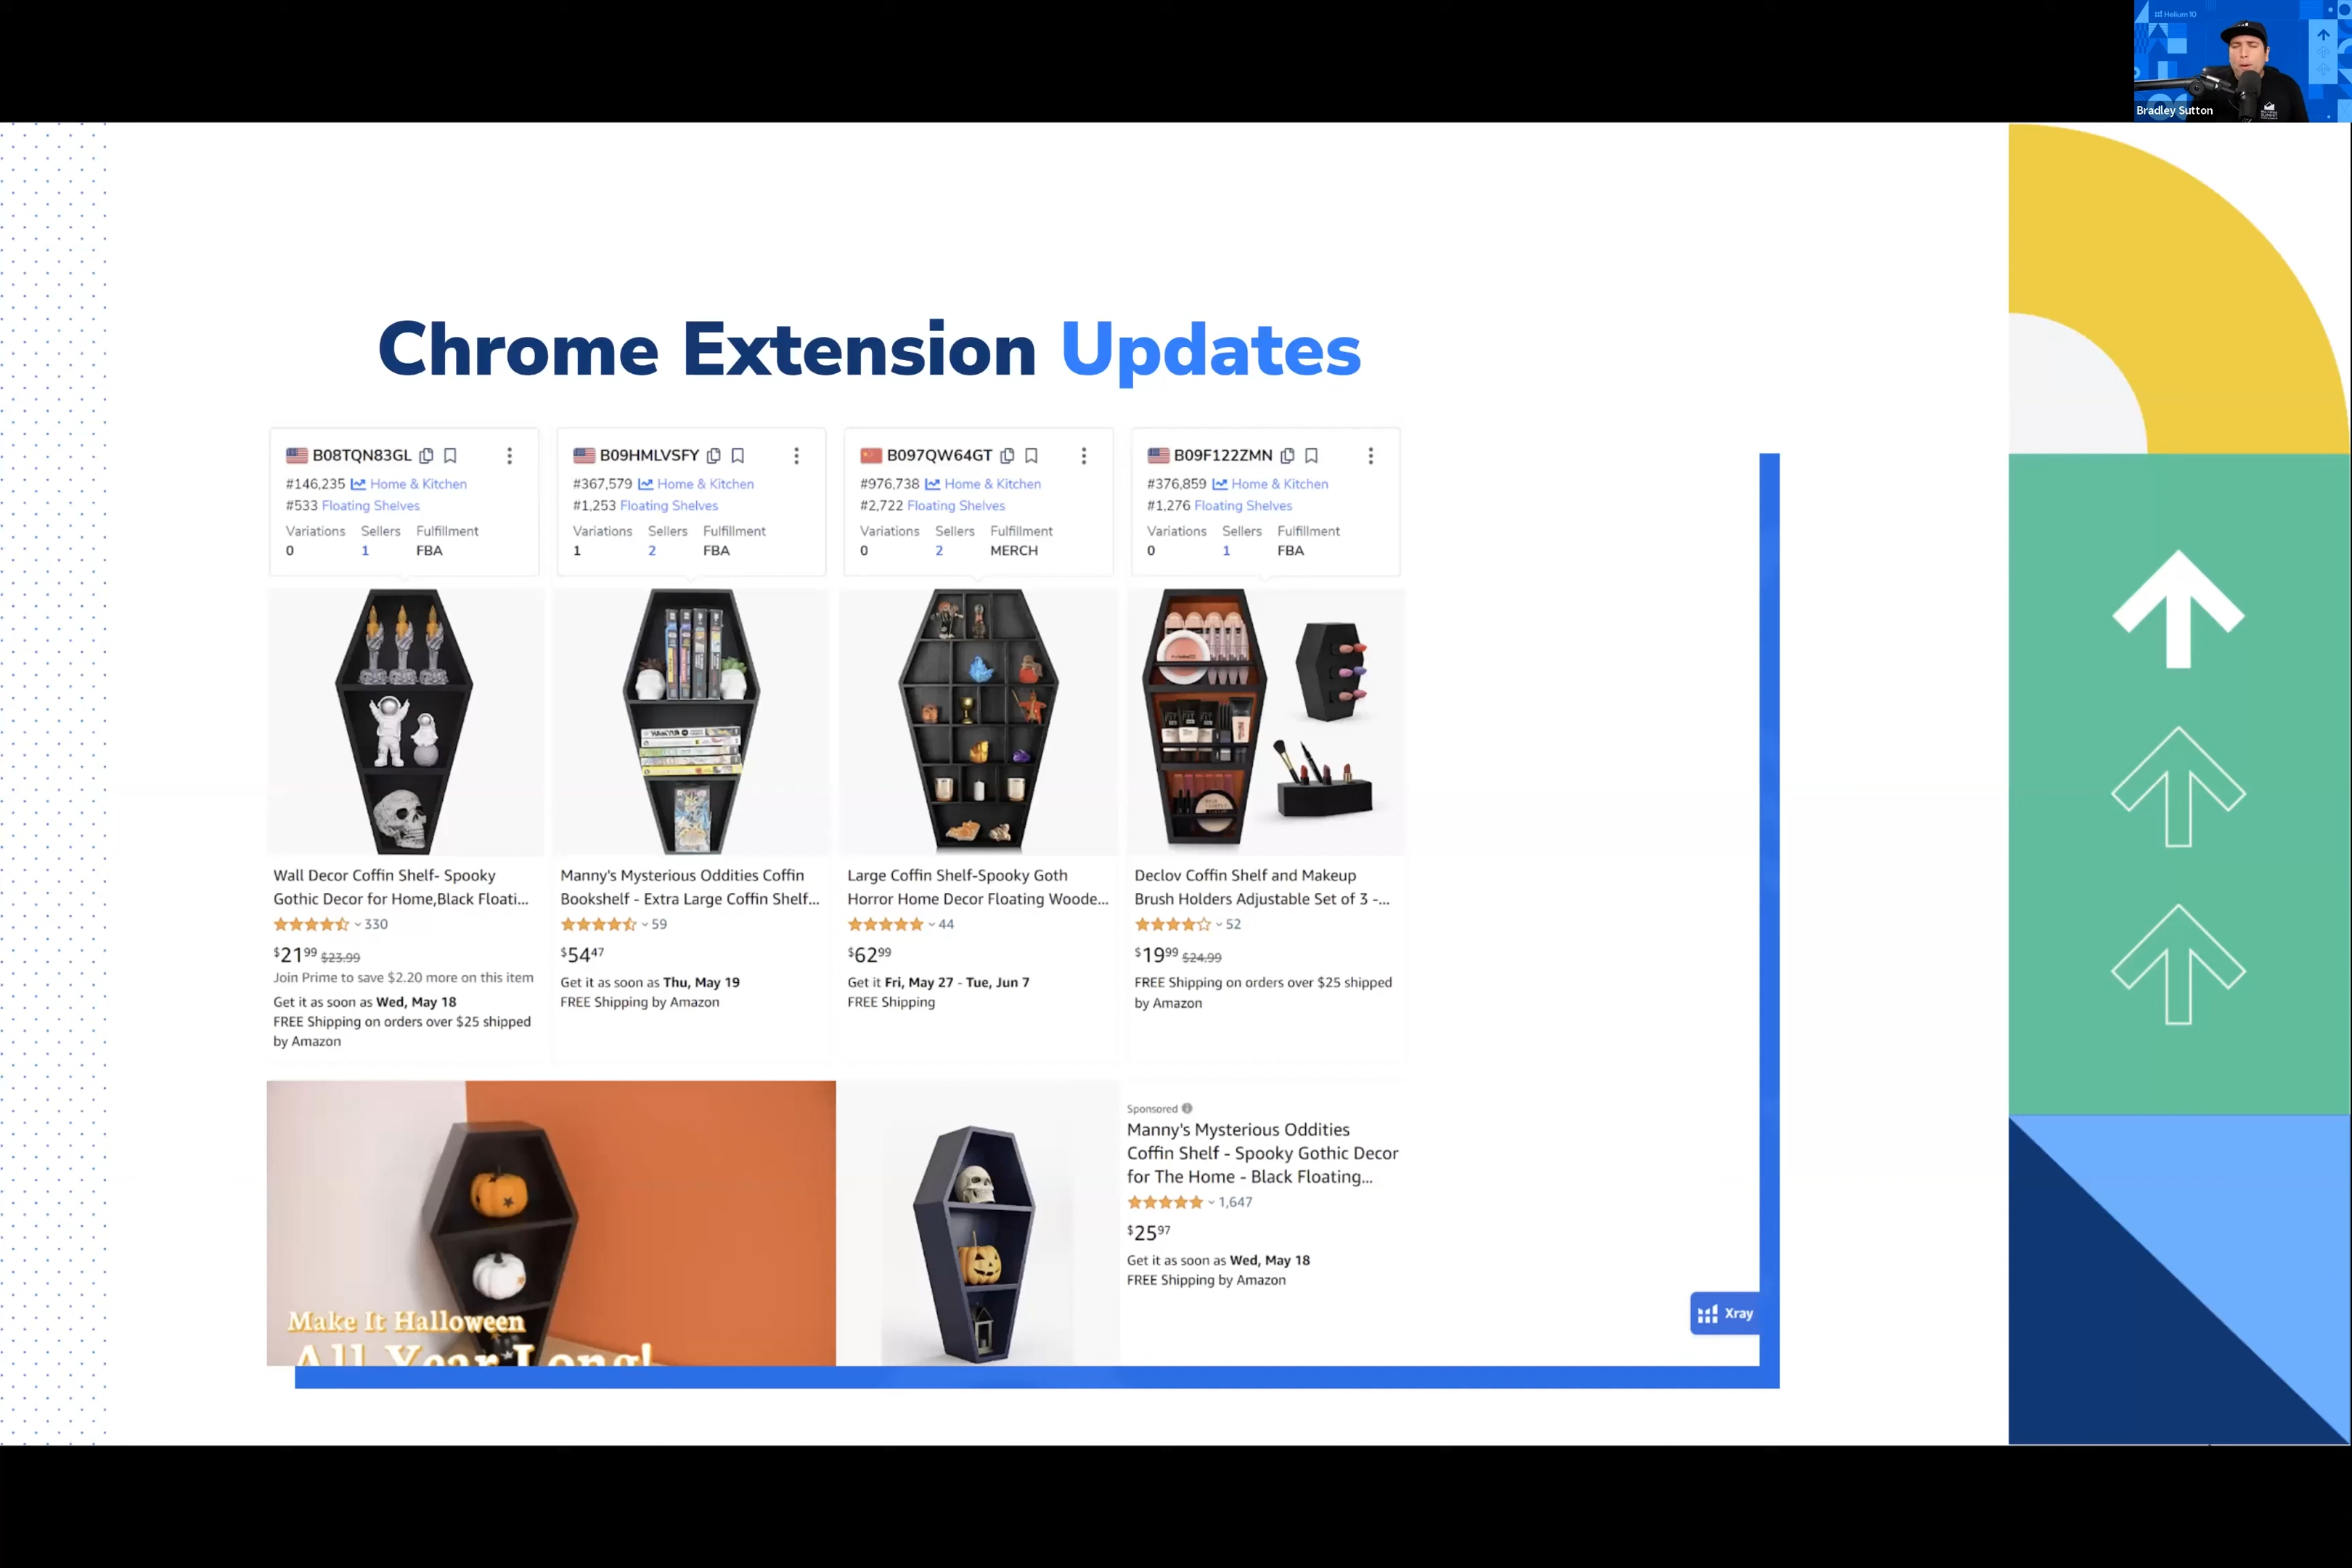 Helium 10
Bradley Sutton
Chrome Extension Updates
B08TQN83GL
#146,235 Home & Kitchen
#533 Floating Shelves
Variations Sellers Fulfillment
0 1 FBA
B09HMLVSFY
#367,579 Home & Kitchen
#1,253 Floating Shelves
Variations Sellers Fulfillment
1 2 FBA
B097QW64GT
#976,738 Home & Kitchen
#2,722 Floating Shelves
Variations Sellers Fulfillment
0 2 MERCH
B09F122ZMN
#376,859 Home & Kitchen
#1,276 Floating Shelves
Variations Sellers Fulfillment
0 1 FBA
Wall Decor Coffin Shelf- Spooky
Gothic Decor for Home,Black Floati...
330
$21.99 $23.99
Join Prime to save $2.20 more on this item
Get it as soon as Wed, May 18
FREE Shipping on orders over $25 shipped
by Amazon
Manny's Mysterious Oddities Coffin
Bookshelf - Extra Large Coffin Shelf...
59
$54.47
Get it as soon as Thu, May 19
FREE Shipping by Amazon
Large Coffin Shelf-Spooky Goth
Horror Home Decor Floating Woode...
44
$62.99
Get it Fri, May 27 - Tue, Jun 7
FREE Shipping
Declov Coffin Shelf and Makeup
Brush Holders Adjustable Set of 3 -...
52
$19.99 $24.99
FREE Shipping on orders over $25 shipped
by Amazon
Make It Halloween
All Year Long!
Sponsored
Manny's Mysterious Oddities
Coffin Shelf - Spooky Gothic Decor
for The Home - Black Floating...
1,647
$25.97
Get it as soon as Wed, May 18
FREE Shipping by Amazon
Xray